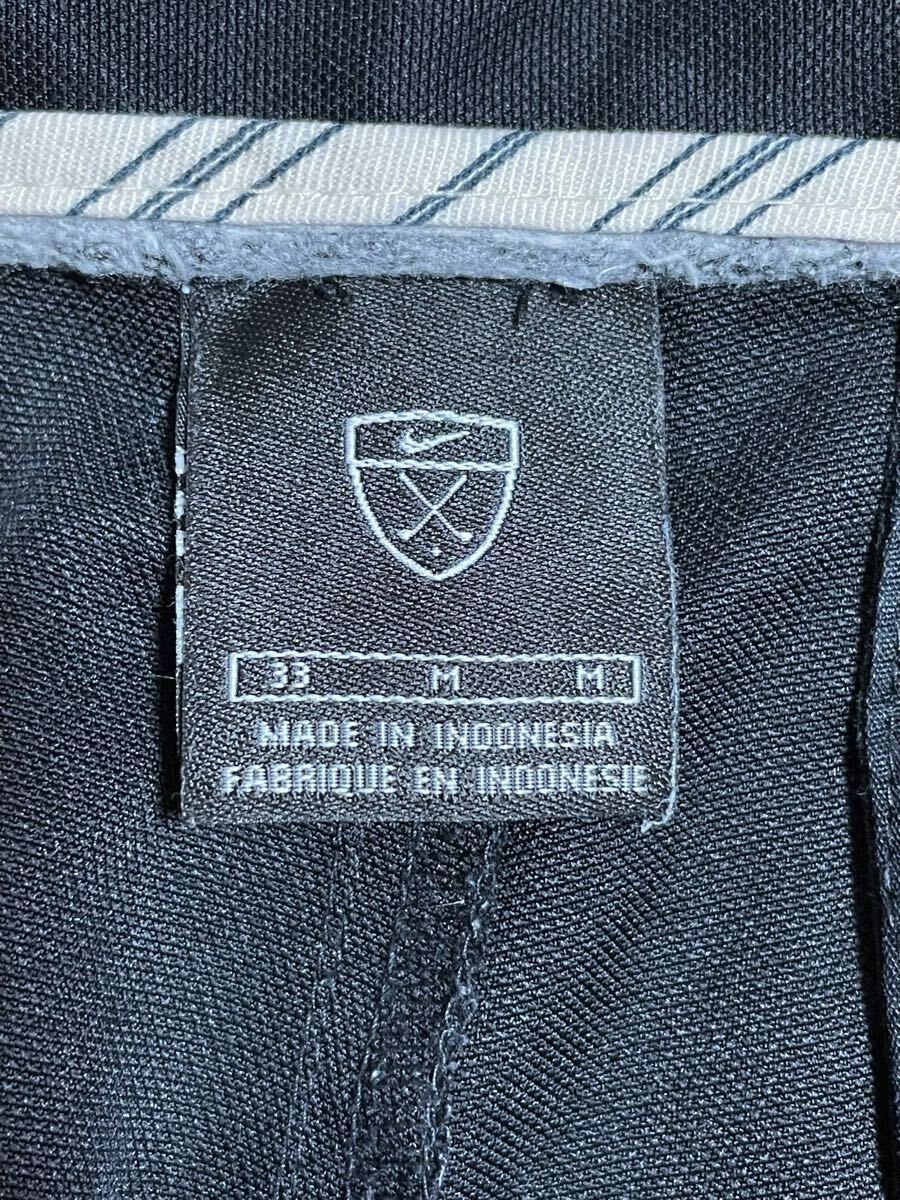 33 M M
MADE IN INDONESIA
FABRIQUE EN INDONESIE